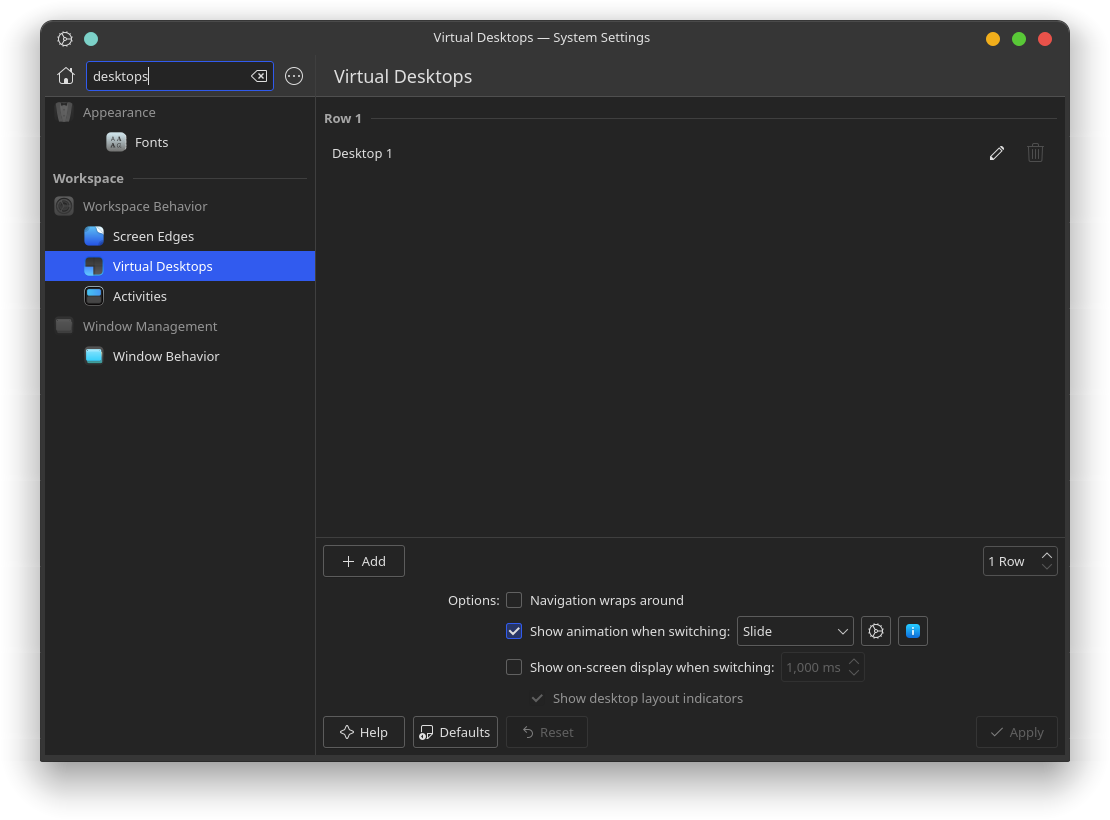 Virtual Desktops — System Settings
desktops
Virtual Desktops
Appearance
Fonts
Workspace
Workspace Behavior
Screen Edges
Virtual Desktops
Activities
Window Management
Window Behavior
Row 1
Desktop 1
Add
1 Row
Options:
Navigation wraps around
Show animation when switching:
Slide
Show on-screen display when switching:
1,000 ms
Show desktop layout indicators
Help
Defaults
Reset
Apply